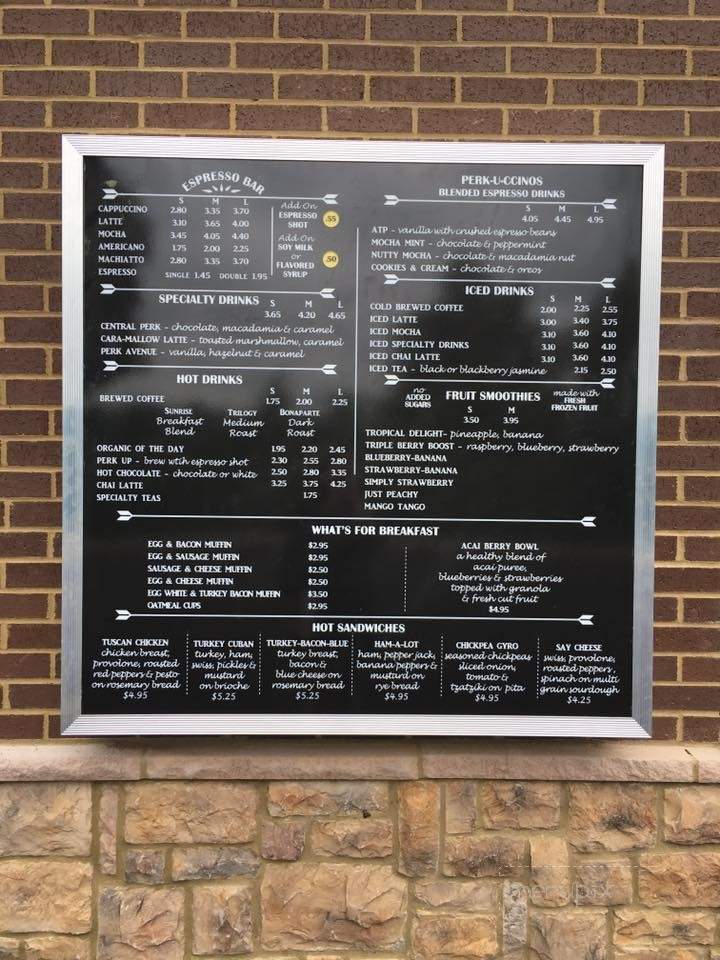 ESPRESSO BAR
S M L
CAPPUCCINO 2.80 3.35 3.70
LATTE 3.10 3.65 4.00
MOCHA 3.45 4.05 4.40
AMERICANO 1.75 2.00 2.25
MACHIATTO 2.80 3.35 3.70
ESPRESSO SINGLE 1.45 DOUBLE 1.95
Add On
ESPRESSO
SHOT .55
Add On
SOY MILK
or
FLAVORED
SYRUP .50
SPECIALTY DRINKS S M L
3.65 4.20 4.65
CENTRAL PERK - chocolate, macadamia & caramel
CARA-MALLOW LATTE - toasted marshmallow, caramel
PERK AVENUE - vanilla, hazelnut & caramel
HOT DRINKS
S M L
BREWED COFFEE 1.75 2.00 2.25
SUNRISE TRILOGY BONAPARTE
Breakfast Medium Dark
Blend Roast Roast
ORGANIC OF THE DAY 1.95 2.20 2.45
PERK UP - brew wtih espresso shot 2.30 2.55 2.80
HOT CHOCOLATE - chocolate or white 2.50 2.80 3.35
CHAI LATTE 3.25 3.75 4.25
SPECIALTY TEAS 1.75
PERK-U-CCINOS
BLENDED ESPRESSO DRINKS
S M L
4.05 4.45 4.95
ATP - vanilla with crushed espresso beans
MOCHA MINT - chocolate & peppermint
NUTTY MOCHA - chocolate & macadamia nut
COOKIES & CREAM - chocolate & oreos
ICED DRINKS
S M L
COLD BREWED COFFEE 2.00 2.25 2.55
ICED LATTE 3.00 3.40 3.75
ICED MOCHA 3.10 3.60 4.10
ICED SPECIALTY DRINKS 3.10 3.60 4.10
ICED CHAI LATTE 3.10 3.60 4.10
ICED TEA - black or blackberry jasmine 2.15 2.50
no
ADDED
SUGARS
FRUIT SMOOTHIES
S M
3.50 3.95
made with
FRESH
FROZEN FRUIT
TROPICAL DELIGHT- pineapple, banana
TRIPLE BERRY BOOST - raspberry, blueberry, strawberry
BLUEBERRY-BANANA
STRAWBERRY-BANANA
SIMPLY STRAWBERRY
JUST PEACHY
MANGO TANGO
WHAT'S FOR BREAKFAST
EGG & BACON MUFFIN $2.95
EGG & SAUSAGE MUFFIN $2.95
SAUSAGE & CHEESE MUFFIN $2.50
EGG & CHEESE MUFFIN $2.50
EGG WHITE & TURKEY BACON MUFFIN $3.50
OATMEAL CUPS $2.95
ACAI BERRY BOWL
a healthy blend of
acai puree,
blueberries & strawberries
topped with granola
& fresh cut fruit
$4.95
HOT SANDWICHES
TUSCAN CHICKEN
chicken breast,
provolone, roasted
red peppers & pesto
on rosemary bread
$4.95
TURKEY CUBAN
turkey, ham,
swiss, pickles &
mustard
on brioche
$5.25
TURKEY-BACON-BLUE
turkey breast,
bacon &
blue cheese on
rosemary bread
$5.25
HAM-A-LOT
ham, pepper jack,
banana peppers &
mustard on
rye bread
$4.95
CHICKPEA GYRO
seasoned chickpeas
sliced onion,
tomato &
tzatziki on pita
$4.95
SAY CHEESE
swiss, provolone,
roasted peppers,
spinach on multi
grain sourdough
$4.25